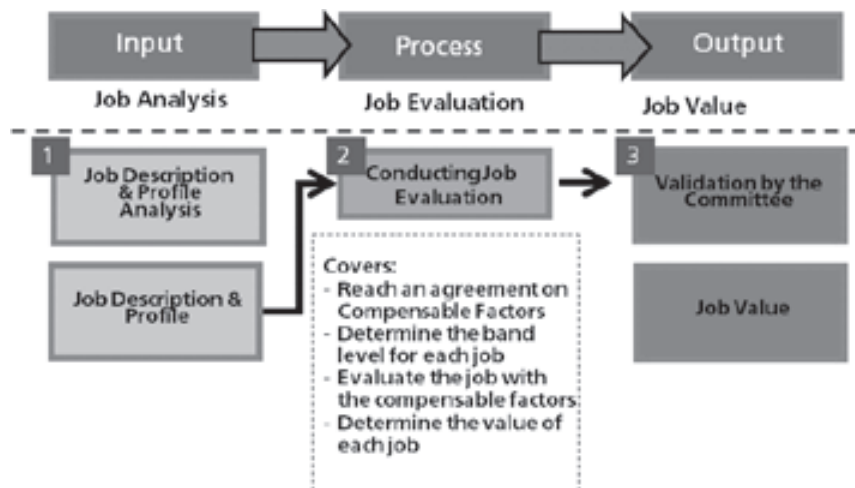 Input
Process
Output
Job Analysis
Job Evaluation
Job Value
1
Job Description
& Profile
Analysis
Job Description &
Profile
2
ConductingJob
Evaluation
Covers:
- Reach an agreement on
Compensable Factors
- Determine the band
level for each job
- Evaluate the job with
the compensable factors
- Determine the value of
each job
3
Validation by the
Committee
Job Value